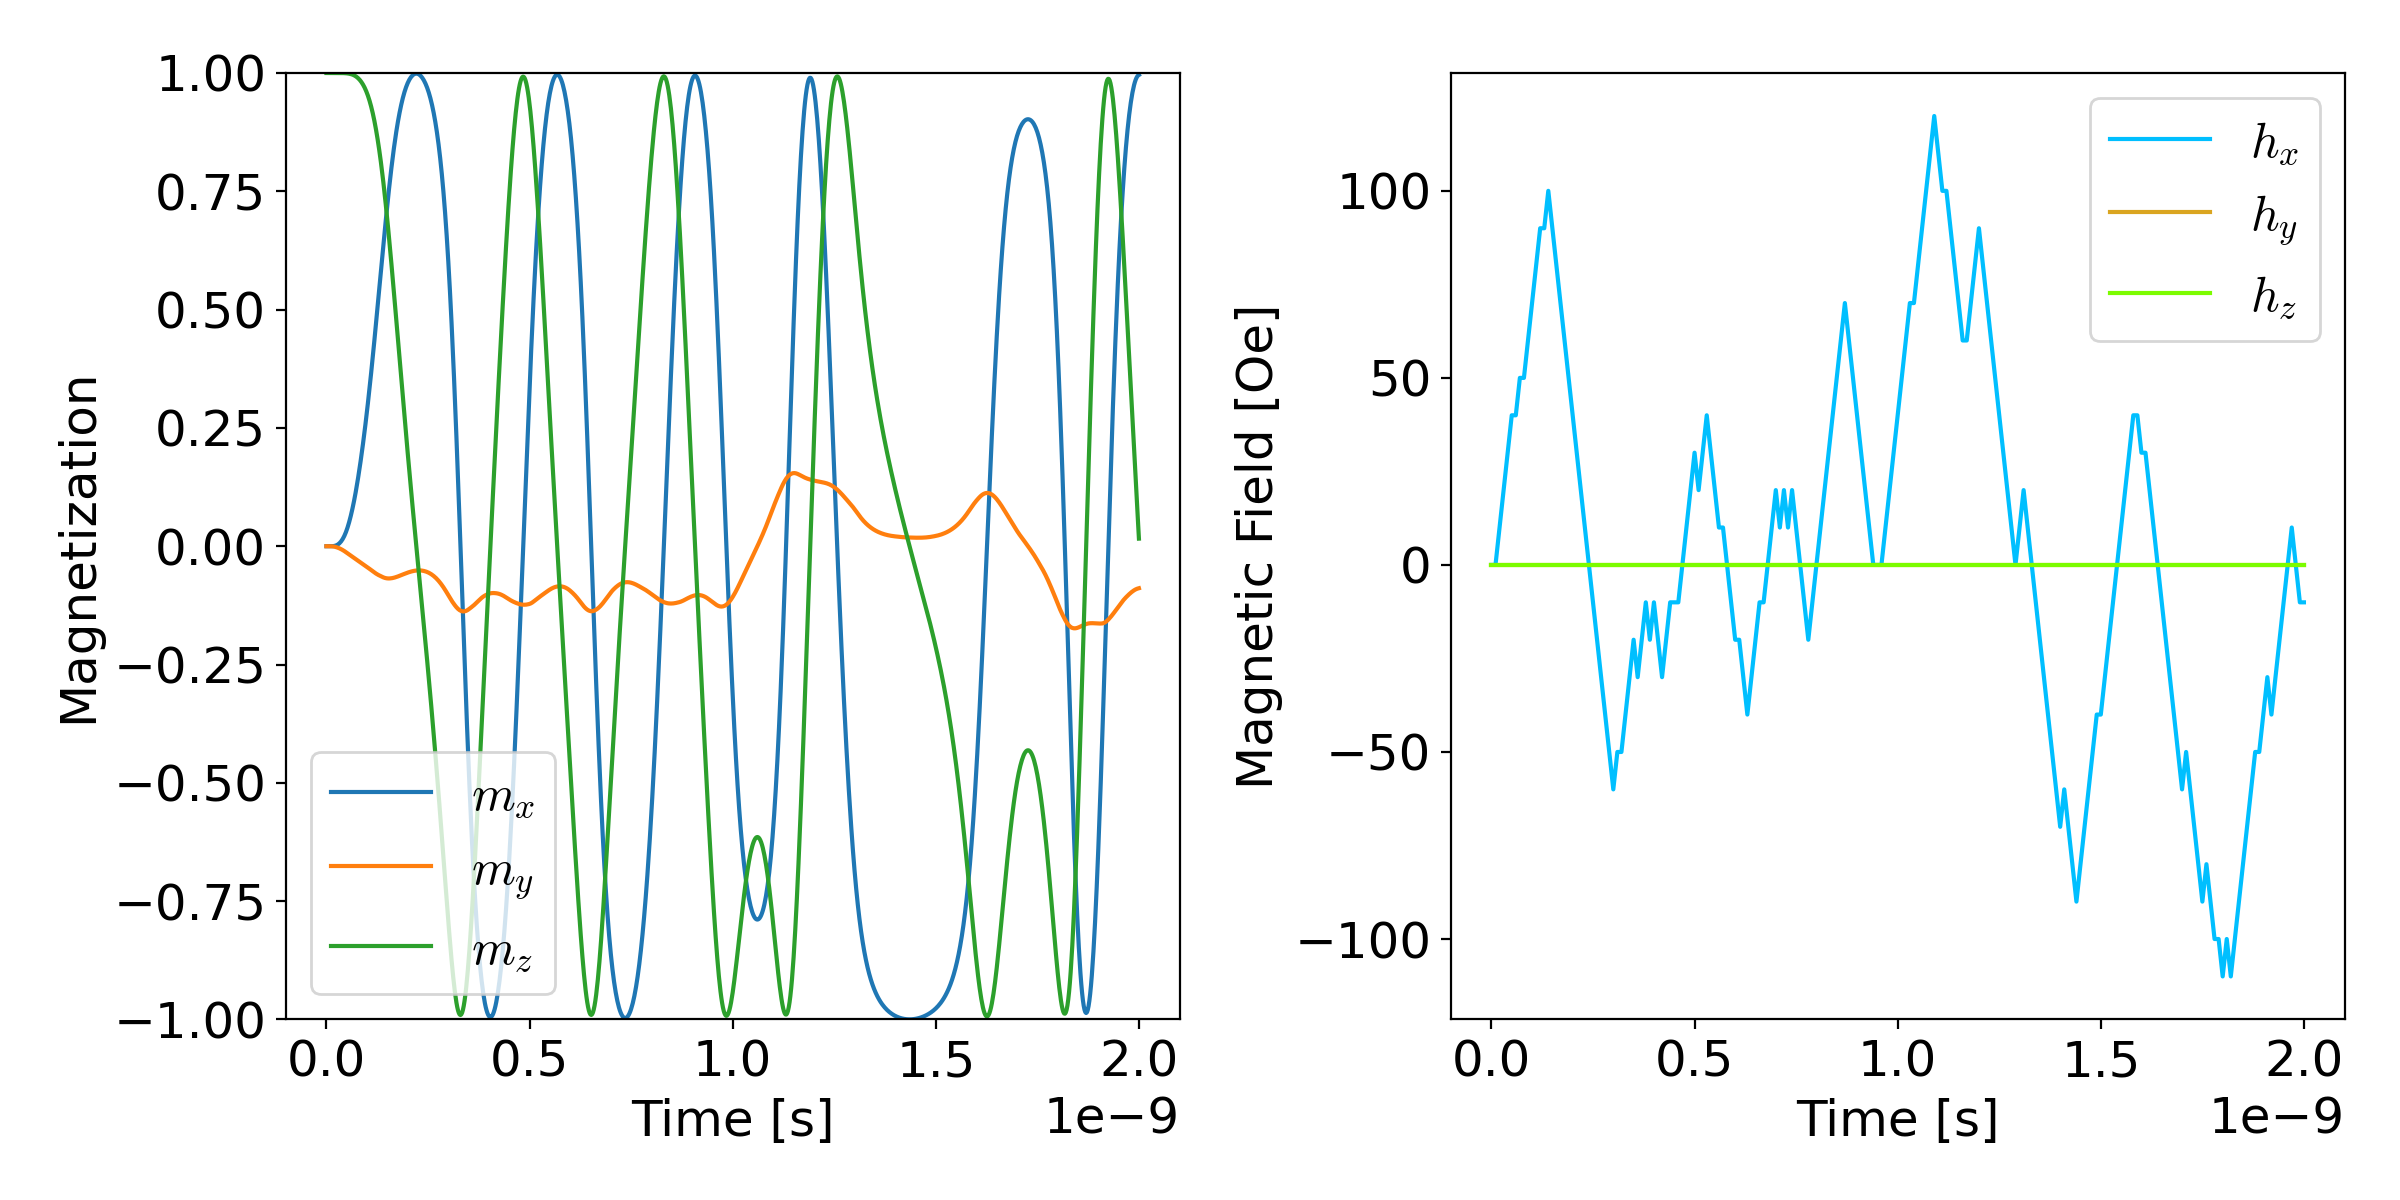 Magnetization
1.00
0.75
0.50
0.25
0.00
−0.25
−0.50
−0.75
−1.00
m_x
m_y
m_z
0.0 0.5 1.0 1.5 2.0
Time [s]
1e−9
Magnetic Field [Oe]
100
50
0
−50
−100
h_x
h_y
h_z
0.0 0.5 1.0 1.5 2.0
Time [s]
1e−9